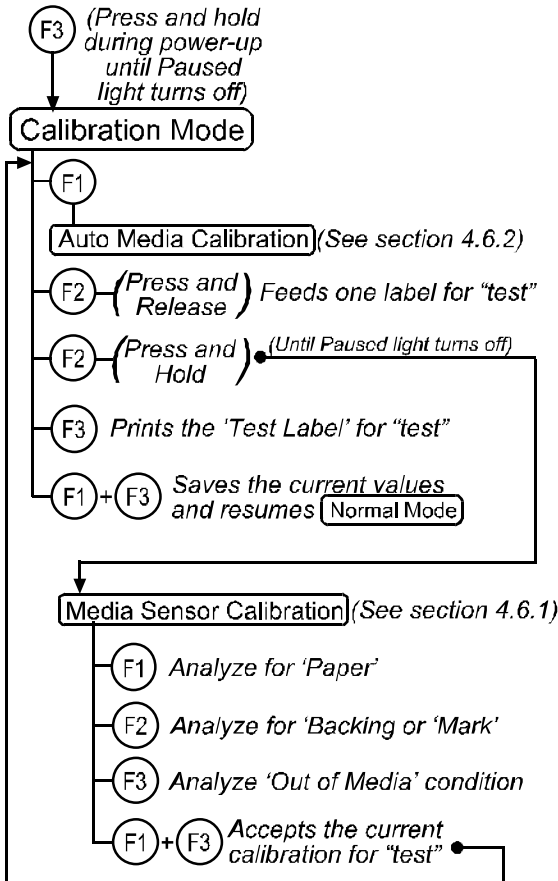 F3 (Press and hold
during power-up
until Paused
light turns off)
Calibration Mode
F1
Auto Media Calibration (See section 4.6.2)
F2 (Press and Release) Feeds one label for “test”
F2 (Press and Hold) (Until Paused light turns off)
F3 Prints the ‘Test Label’ for “test”
F1 + F3 Saves the current values
and resumes Normal Mode
Media Sensor Calibration (See section 4.6.1)
F1 Analyze for ‘Paper’
F2 Analyze for ‘Backing or ‘Mark’
F3 Analyze ‘Out of Media’ condition
F1 + F3 Accepts the current
calibration for “test”